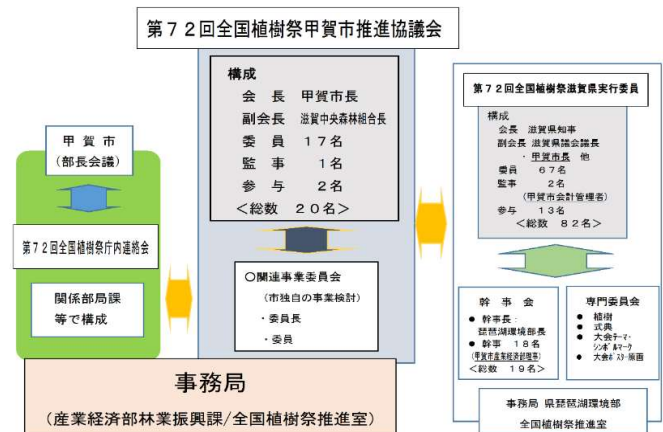 第７２回全国植樹祭甲賀市推進協議会
構成
会　長　甲賀市長
副会長　滋賀中央森林組合長
委　員　１７名
監　事　１名
参　与　２名
＜総数　２０名＞
〇関連事業委員会
（市独自の事業検討）
・委員長
・委員
甲　賀　市
（部長会議）
第７２回全国植樹祭庁内連絡会
関係部局課
等で構成
事務局
（産業経済部林業振興課/全国植樹祭推進室）
第７２回全国植樹祭滋賀県実行委員
構成
会長　滋賀県知事
副会長　滋賀県議会議長
・甲賀市長　他
委員　６７名
監事　２名
（甲賀市会計管理者）
参与　１３名
＜総数　８２名＞
幹事会
● 幹事長：
琵琶湖環境部長
● 幹事　１８名
（甲賀市産業経済部理事）
＜総数　１９名＞
専門委員会
● 植樹
● 式典
● 大会テーマ・
シンボルマーク
● 大会ポスター原画
事務局 県琵琶湖環境部
全国植樹祭推進室